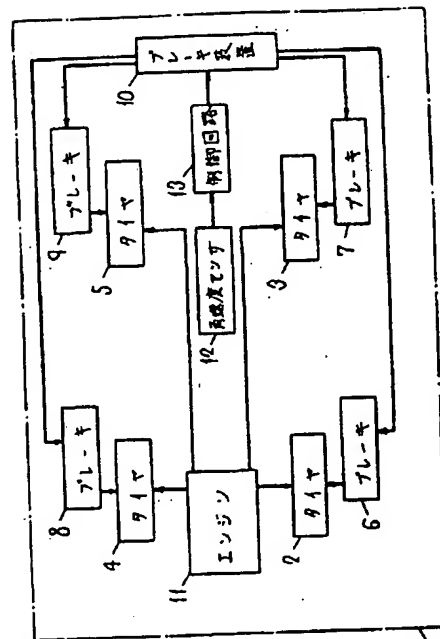 6
ブレーキ
2
タイヤ
11
エンジン
4
タイヤ
8
ブレーキ
7
ブレーキ
3
タイヤ
12
角速度センサ
13
制御回路
5
タイヤ
9
ブレーキ
10
ブレーキ装置